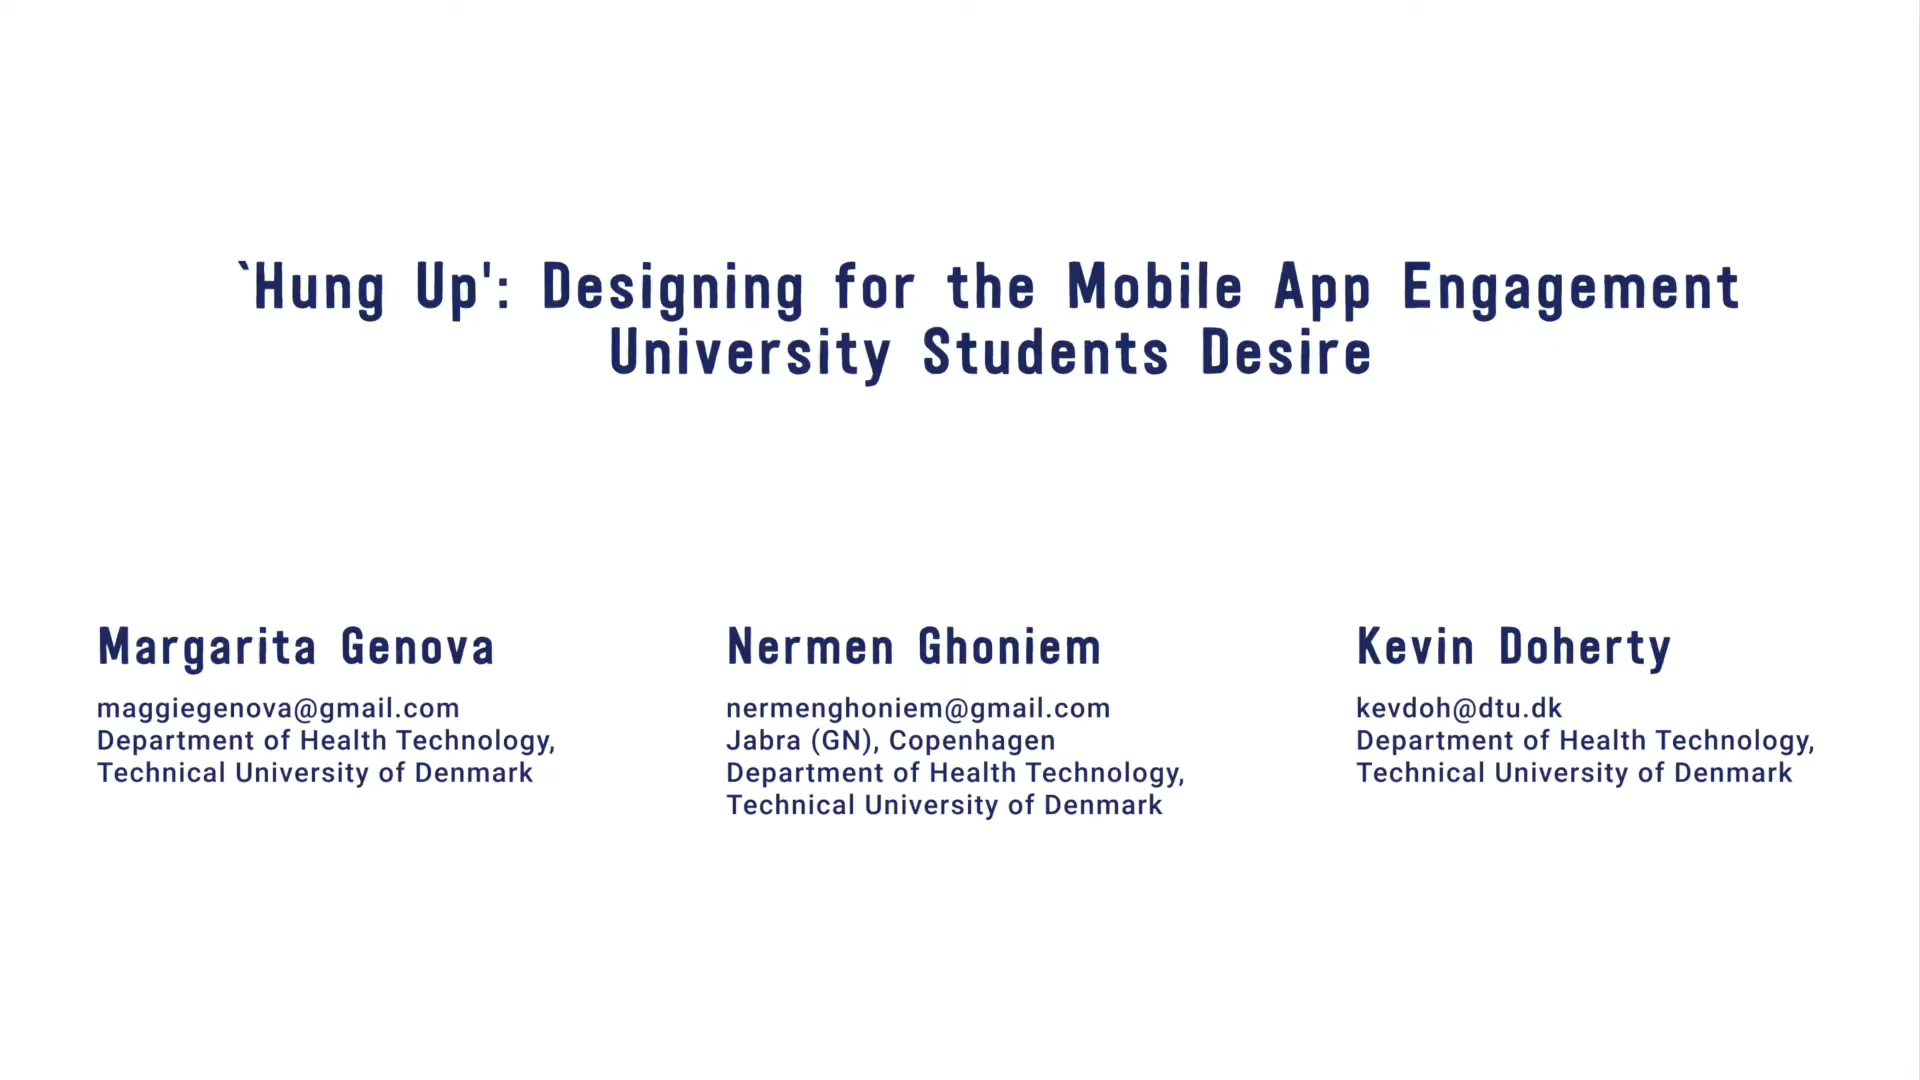 `Hung Up': Designing for the Mobile App Engagement
University Students Desire
Margarita Genova
maggiegenova@gmail.com
Department of Health Technology,
Technical University of Denmark
Nermen Ghoniem
nermenghoniem@gmail.com
Jabra (GN), Copenhagen
Department of Health Technology,
Technical University of Denmark
Kevin Doherty
kevdoh@dtu.dk
Department of Health Technology,
Technical University of Denmark